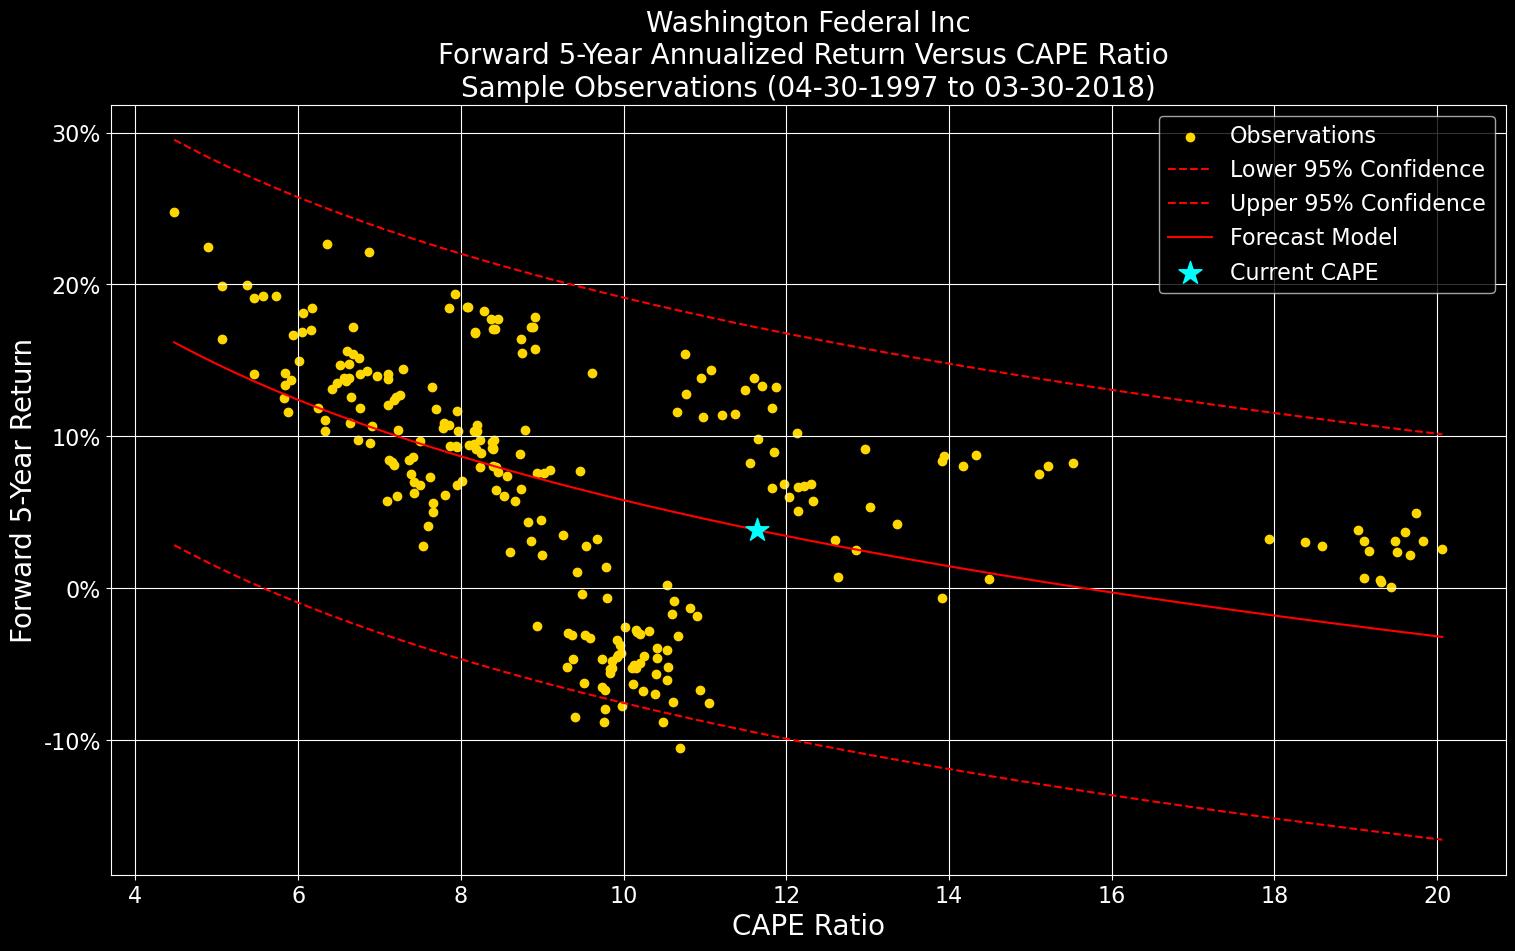 Washington Federal Inc
Forward 5-Year Annualized Return Versus CAPE Ratio
Sample Observations (04-30-1997 to 03-30-2018)
Observations
Lower 95% Confidence
Upper 95% Confidence
Forecast Model
Current CAPE
Forward 5-Year Return
30%
20%
10%
0%
-10%
4 6 8 10 12 14 16 18 20
CAPE Ratio